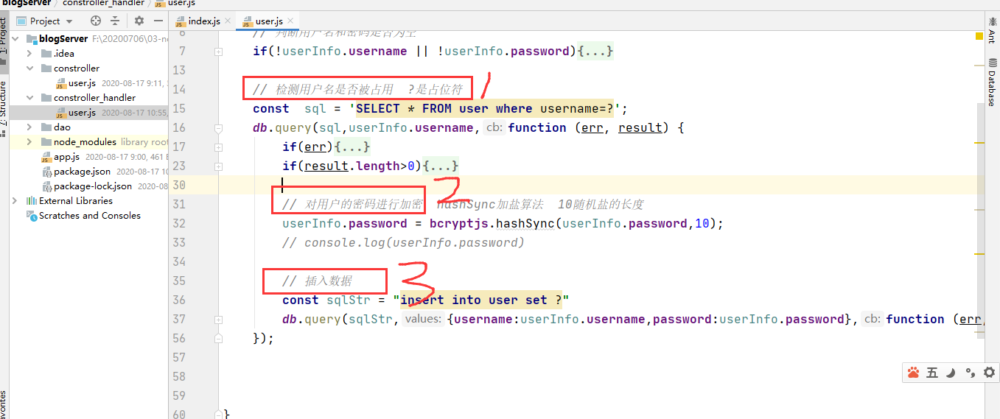 blogServer constroller_handler user.js
Project
index.js
user.js
1: Project
7: Structure
Ant
Database
blogServer F:\20200706\03-no
.idea
constroller
user.js 2020-08-17 9:11,
constroller_handler
user.js 2020-08-17 10:55,
dao
node_modules library root
app.js 2020-08-17 9:00, 461 B
package.json 2020-08-17 10
package-lock.json 2020-08
External Libraries
Scratches and Consoles
6 // 判断用户名和密码是否为空
7 if(!userInfo.username || !userInfo.password){...}
13
14 // 检测用户名是否被占用 ?是占位符 1
15 const sql = 'SELECT * FROM user where username=?';
16 db.query(sql,userInfo.username, cb: function (err, result) {
17 if(err){...}
23 if(result.length>0){...}
30
31 // 对用户的密码进行加密 2 hashSync加盐算法 10随机盐的长度
32 userInfo.password = bcryptjs.hashSync(userInfo.password,10);
33 // console.log(userInfo.password)
34
35 // 插入数据 3
36 const sqlStr = "insert into user set ?"
37 db.query(sqlStr, values: {username:userInfo.username,password:userInfo.password}, cb: function (err,
56 });
57
58
59
60 }
五